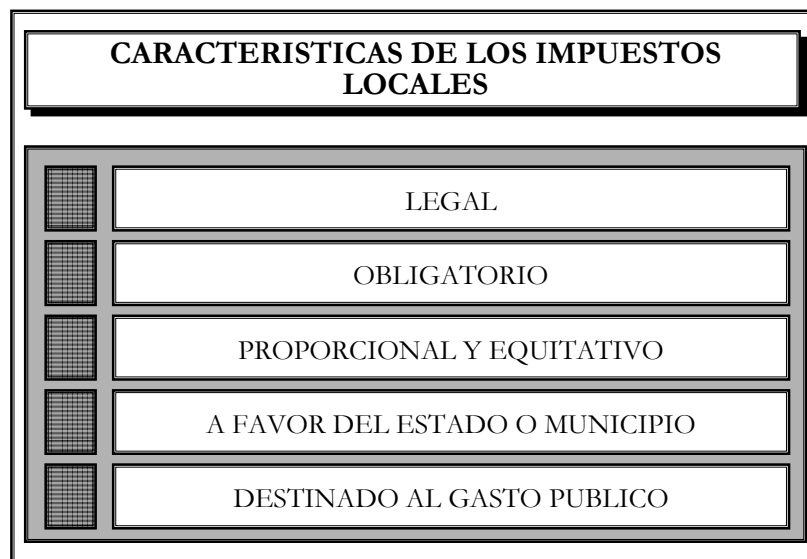 CARACTERISTICAS DE LOS IMPUESTOS
LOCALES
LEGAL
OBLIGATORIO
PROPORCIONAL Y EQUITATIVO
A FAVOR DEL ESTADO O MUNICIPIO
DESTINADO AL GASTO PUBLICO